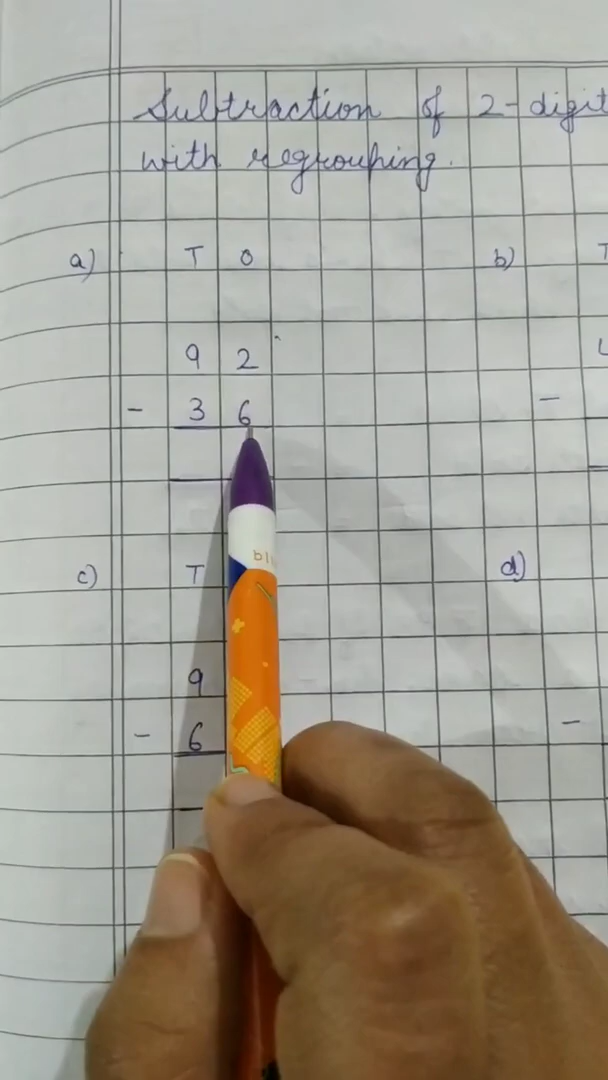 Subtraction of 2-digit
with regrouping.
a) T O
9 2
- 3 6
b) T
-
c) T
9
- 6
d)
-